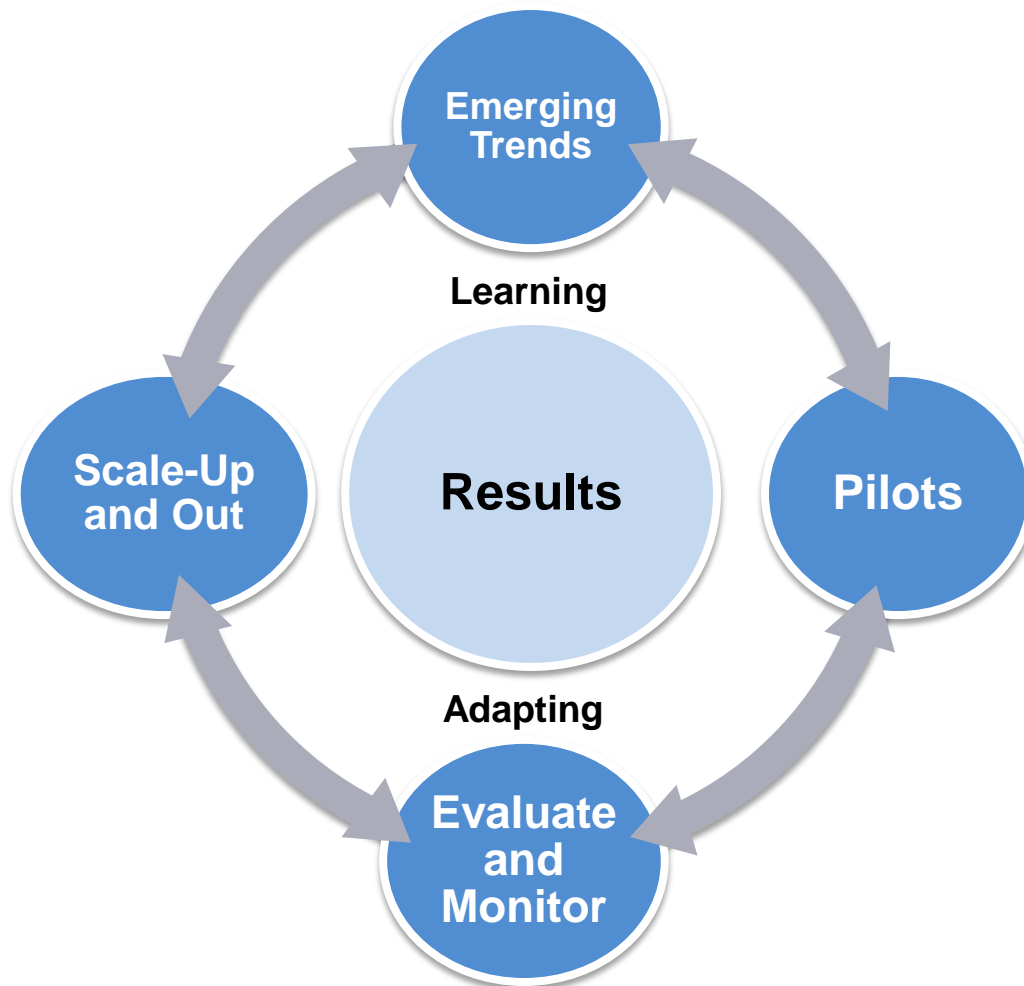 Emerging
Trends
Learning
Scale-Up
and Out
Results
Pilots
Adapting
Evaluate
and
Monitor